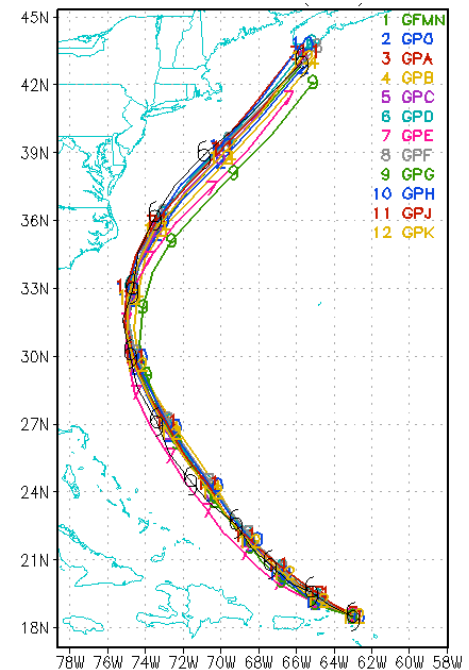 45N
42N
39N
36N
33N
30N
27N
24N
21N
18N
78W 76W 74W 72W 70W 68W 66W 64W 62W 60W 58W
1 GFMN
2 GP0
3 GPA
4 GPB
5 GPC
6 GPD
7 GPE
8 GPF
9 GPG
10 GPH
11 GPJ
12 GPK